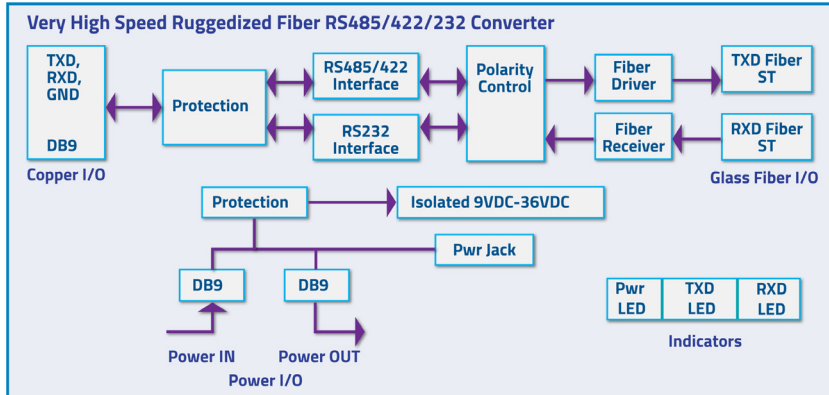 Very High Speed Ruggedized Fiber RS485/422/232 Converter
TXD,
RXD,
GND
DB9
Copper I/O
Protection
RS485/422
Interface
RS232
Interface
Polarity
Control
Fiber
Driver
Fiber
Receiver
TXD Fiber
ST
RXD Fiber
ST
Glass Fiber I/O
Protection
Isolated 9VDC-36VDC
Pwr Jack
DB9
DB9
Power IN
Power OUT
Power I/O
Pwr
LED
TXD
LED
RXD
LED
Indicators